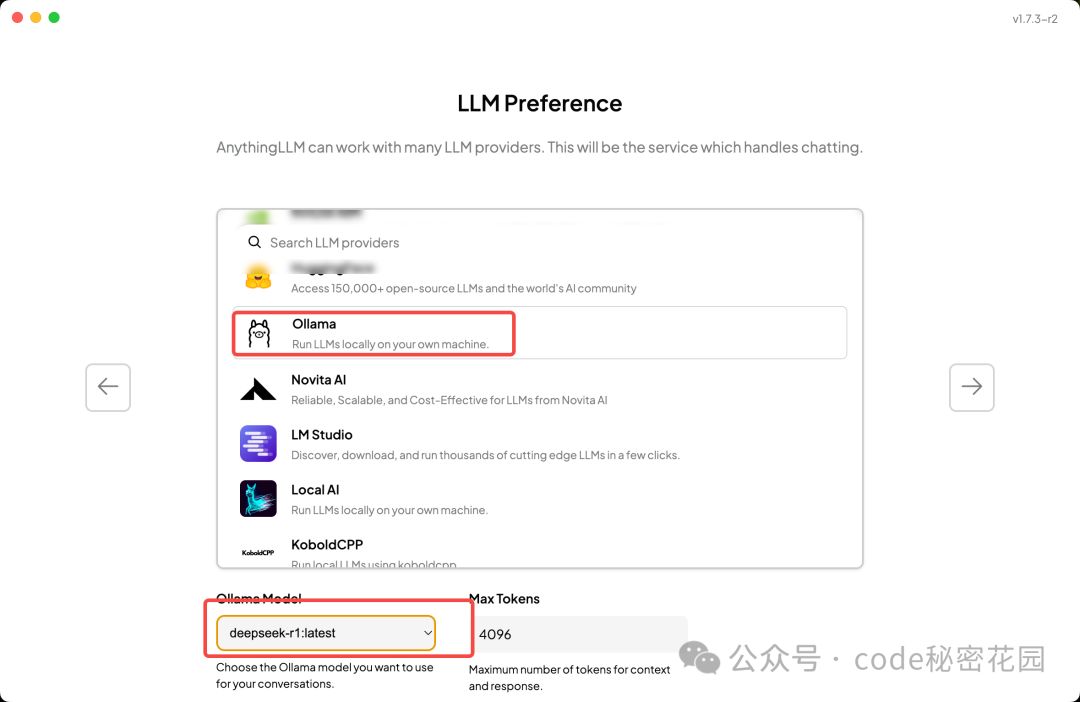 v1.7.3-r2
LLM Preference
AnythingLLM can work with many LLM providers. This will be the service which handles chatting.
Search LLM providers
HuggingFace
Access 150,000+ open-source LLMs and the world's AI community
Ollama
Run LLMs locally on your own machine.
Novita AI
Reliable, Scalable, and Cost-Effective for LLMs from Novita AI
LM Studio
Discover, download, and run thousands of cutting edge LLMs in a few clicks.
Local AI
Run LLMs locally on your own machine.
KoboldCPP
KoboldCPP
Run local LLMs using koboldcpp.
Ollama Model
Max Tokens
deepseek-r1:latest
4096
Choose the Ollama model you want to use
for your conversations.
Maximum number of tokens for context
and response.
公众号 · code秘密花园